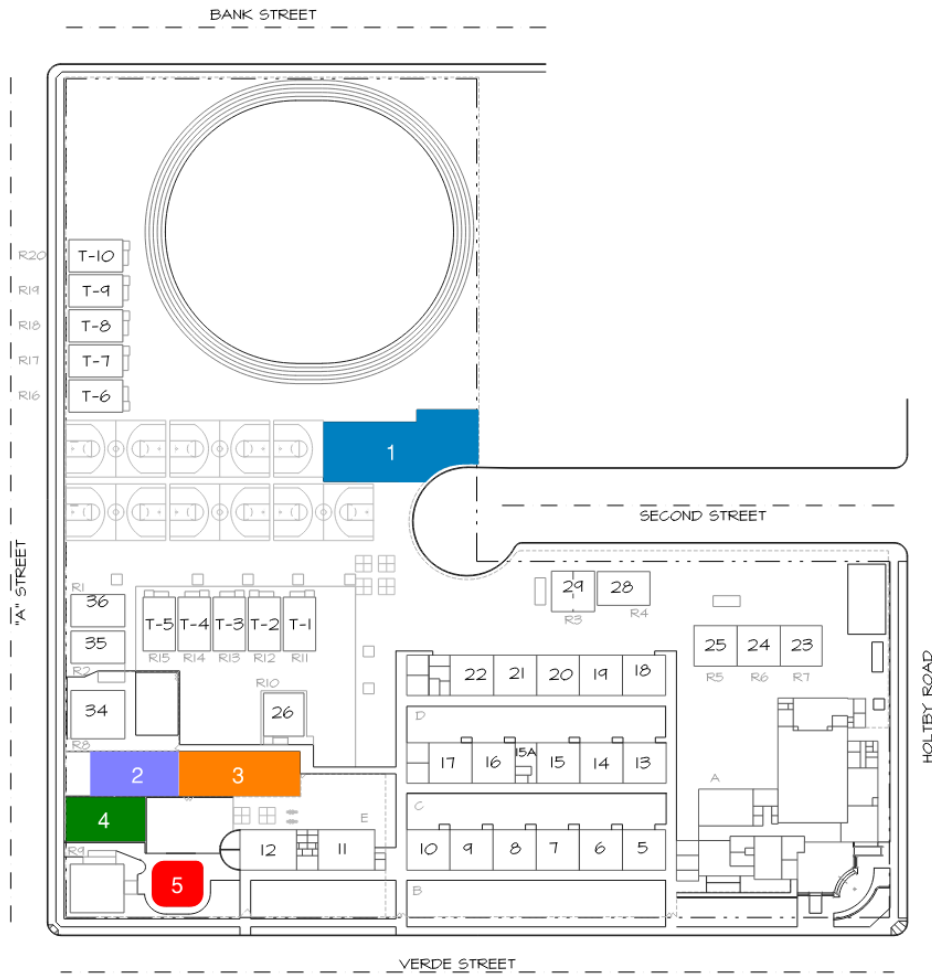 BANK STREET
R20 T-10
R19 T-9
R18 T-8
R17 T-7
R16 T-6
1
"A" STREET
SECOND STREET
R1
36
35
R2
34
R8
T-5 T-4 T-3 T-2 T-1
R15 R14 R13 R12 R11
R10
26
29 28
R3 R4
25 24 23
R5 R6 R7
22 21 20 19 18
D
17 16 15A 15 14 13
C
10 9 8 7 6 5
B
A
HOLTBY ROAD
2 3
4
E
12 11
R9
5
VERDE STREET